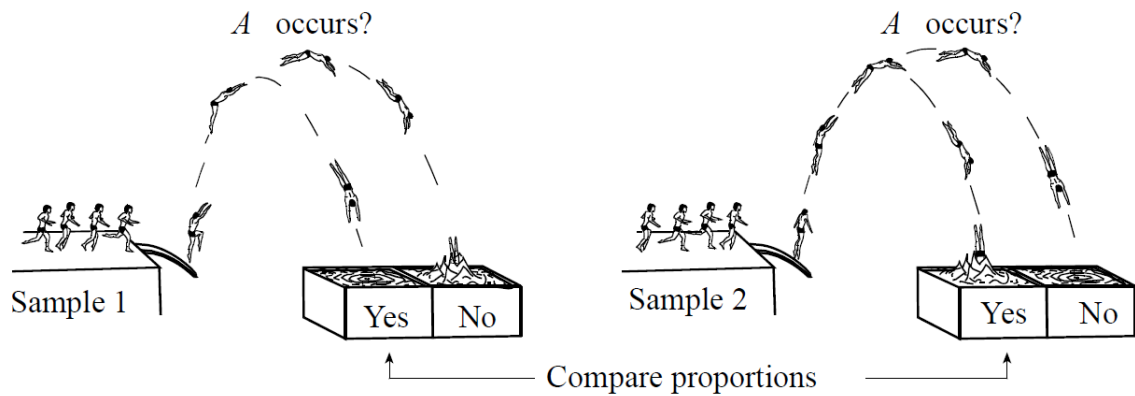 A occurs?
A occurs?
Sample 1
Yes
No
Sample 2
Yes
No
Compare proportions